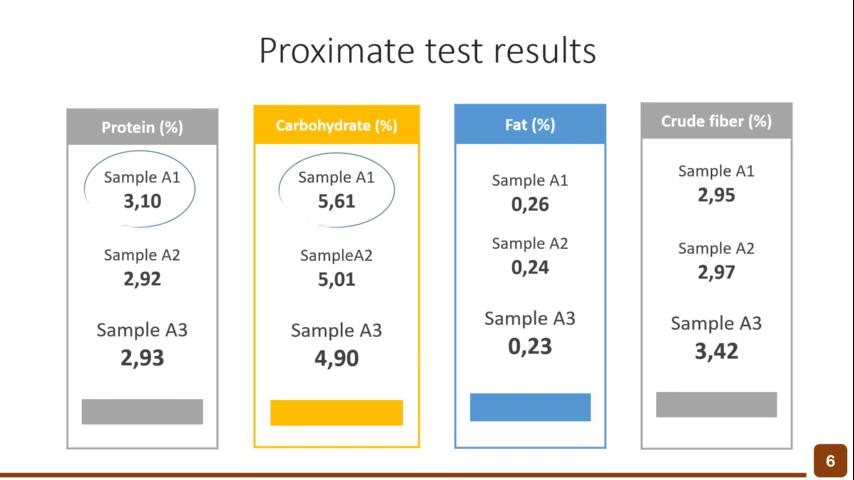 Proximate test results
Protein (%)
Sample A1
3,10
Sample A2
2,92
Sample A3
2,93
Carbohydrate (%)
Sample A1
5,61
SampleA2
5,01
Sample A3
4,90
Fat (%)
Sample A1
0,26
Sample A2
0,24
Sample A3
0,23
Crude fiber (%)
Sample A1
2,95
Sample A2
2,97
Sample A3
3,42
6